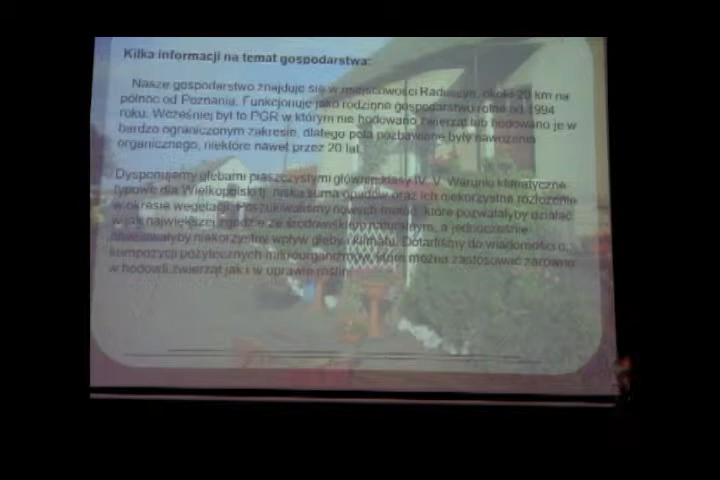 Kilka informacji na temat gospodarstwa:
Nasze gospodarstwo znajduje się w miejscowości Raduszyn, około 20 km na
północ od Poznania. Funkcjonuje jako rodzinne gospodarstwo rolne od 1994
roku. Wcześniej był to PGR w którym nie hodowano zwierząt lub hodowano je w
bardzo ograniczonym zakresie, dlatego pola pozbawione były nawożenia
organicznego, niektóre nawet przez 20 lat.
Dysponujemy glebami piaszczystymi głównie klasy IV, V. Warunki klimatyczne
typowe dla Wielkopolski tj. niska suma opadów oraz ich niekorzystne rozłożenie
w okresie wegetacji. Poszukiwaliśmy nowych metod, które pozwalałyby działać
w jak największej zgodzie ze środowiskiem naturalnym, a jednocześnie
niekorzystny wpływ gleby i klimatu. Dotarliśmy do wiadomości o
kompozycji pożytecznych mikroorganizmów, które można zastosować zarówno
w hodowli zwierząt jak i w uprawie roślin.